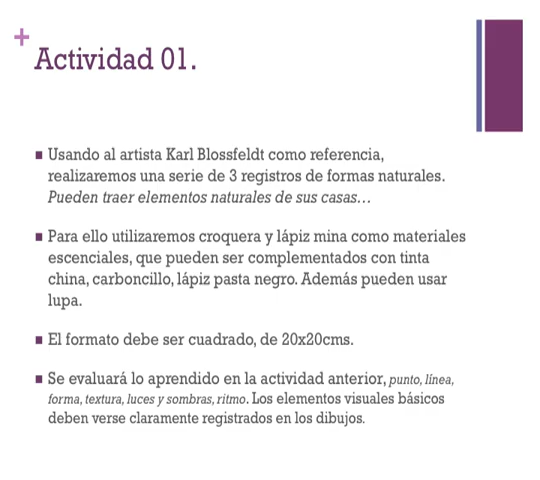 +
Actividad 01.
■ Usando al artista Karl Blossfeldt como referencia,
realizaremos una serie de 3 registros de formas naturales.
Pueden traer elementos naturales de sus casas…
■ Para ello utilizaremos croquera y lápiz mina como materiales
escenciales, que pueden ser complementados con tinta
china, carboncillo, lápiz pasta negro. Además pueden usar
lupa.
■ El formato debe ser cuadrado, de 20x20cms.
■ Se evaluará lo aprendido en la actividad anterior, punto, línea,
forma, textura, luces y sombras, ritmo. Los elementos visuales básicos
deben verse claramente registrados en los dibujos.